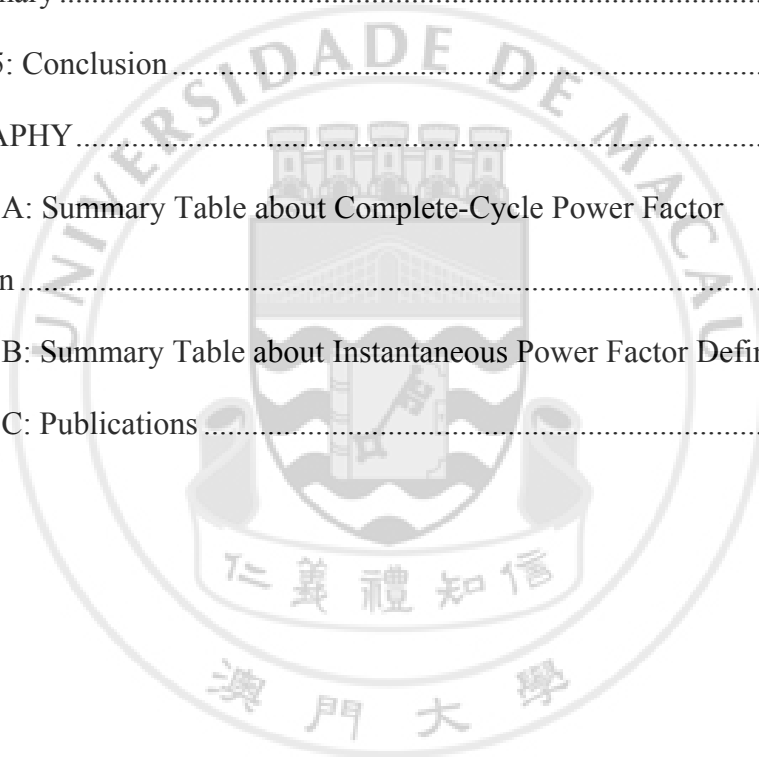 mary
5: Conclusion
APHY
A: Summary Table about Complete-Cycle Power Factor
n
B: Summary Table about Instantaneous Power Factor Defin
C: Publications
UNIVERSIDADE DE MACAU
仁義禮知信
澳門大學